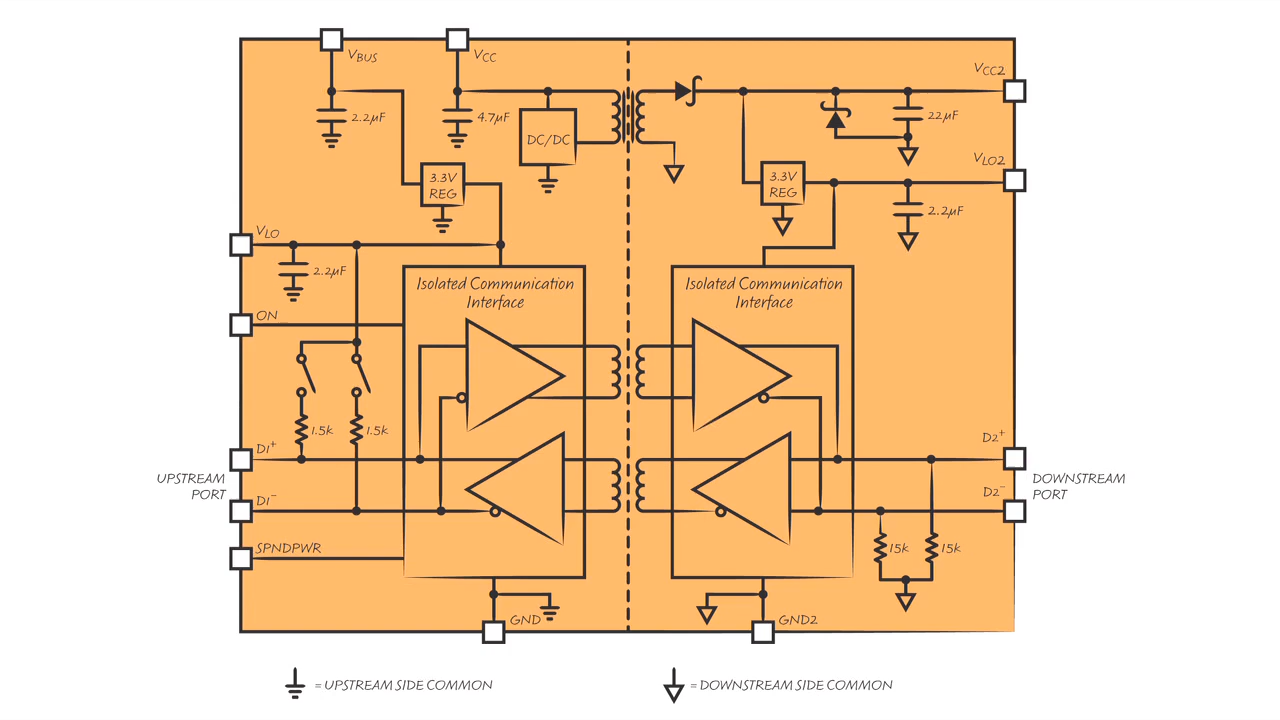 VBUS
VCC
VCC2
2.2µF
4.7µF
DC/DC
22µF
3.3V
REG
3.3V
REG
VLO2
2.2µF
VLO
2.2µF
Isolated Communication
Interface
Isolated Communication
Interface
ON
1.5k
1.5k
D1+
D2+
UPSTREAM
PORT
DOWNSTREAM
PORT
D1-
D2-
SPNDPWR
15k
15k
GND
GND2
= UPSTREAM SIDE COMMON
= DOWNSTREAM SIDE COMMON